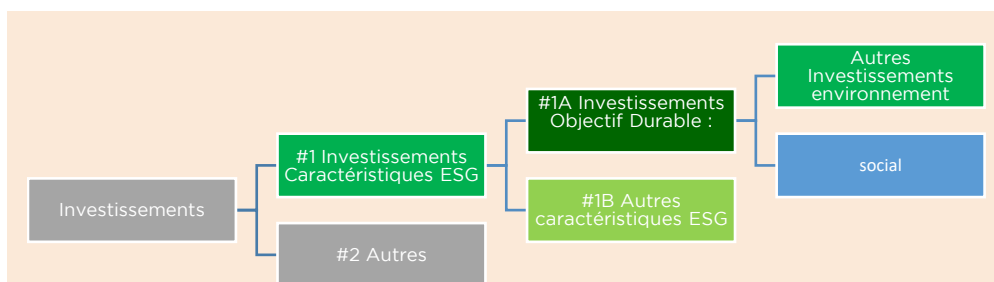 Autres
Investissements
environnement
#1A Investissements
Objectif Durable :
#1 Investissements
Caractéristiques ESG
social
Investissements
#1B Autres
caractéristiques ESG
#2 Autres